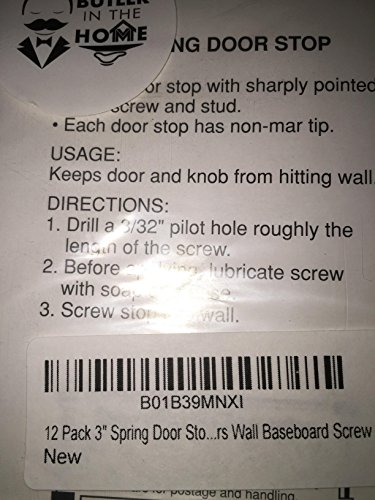 BUTLER
IN THE
HOME
NG DOOR STOP
or stop with sharply pointed
screw and stud.
• Each door stop has non-mar tip.
USAGE:
Keeps door and knob from hitting wall.
DIRECTIONS:
1. Drill a 3/32" pilot hole roughly the
length of the screw.
2. Before lubricate screw
with
3. Screw stop wall.
B01B39MNXI
12 Pack 3" Spring Door Sto...rs Wall Baseboard Screw
New
for postage and handling.